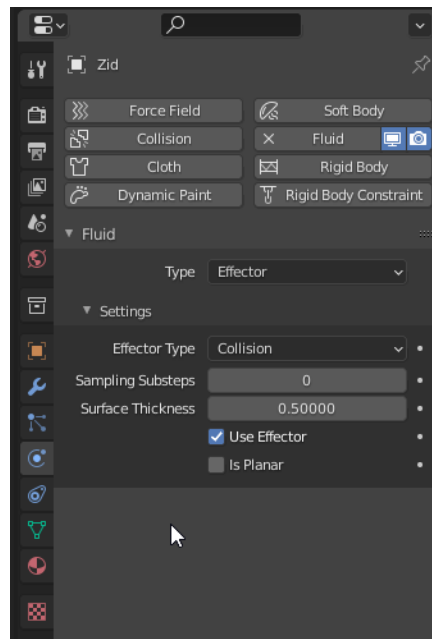 Zid
Force Field Soft Body
Collision Fluid
Cloth Rigid Body
Dynamic Paint Rigid Body Constraint
Fluid
Type Effector
Settings
Effector Type Collision
Sampling Substeps 0
Surface Thickness 0.50000
Use Effector
Is Planar